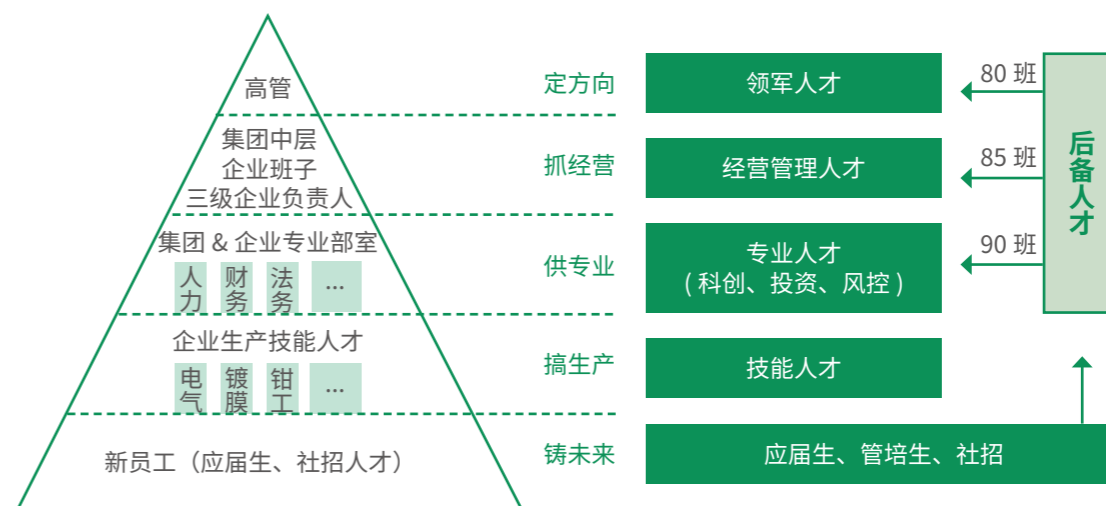 高管
定方向
领军人才
80 班
集团中层
企业班子
三级企业负责人
抓经营
经营管理人才
85 班
后备人才
集团 & 企业专业部室
人力
财务
法务
...
供专业
专业人才
( 科创、投资、风控 )
90 班
企业生产技能人才
电气
镀膜
钳工
...
搞生产
技能人才
新员工（应届生、社招人才）
铸未来
应届生、管培生、社招